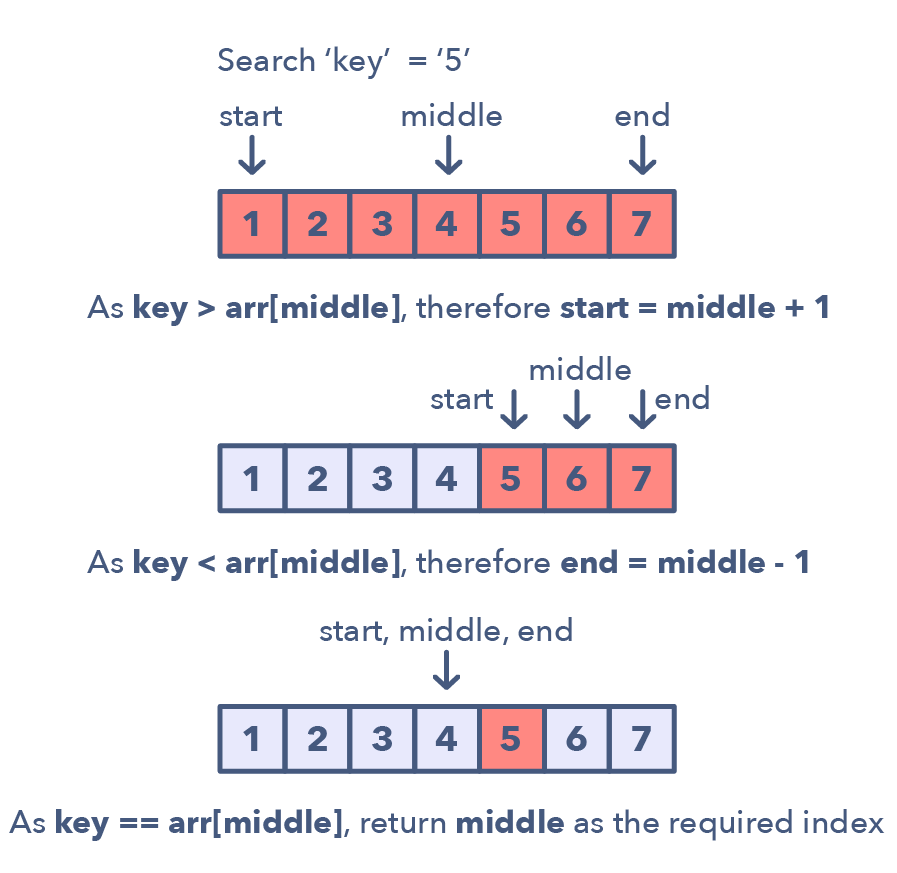 Search ‘key’ = ‘5’
start middle end
1 2 3 4 5 6 7
As key > arr[middle], therefore start = middle + 1
middle
start end
1 2 3 4 5 6 7
As key < arr[middle], therefore end = middle - 1
start, middle, end
1 2 3 4 5 6 7
As key == arr[middle], return middle as the required index